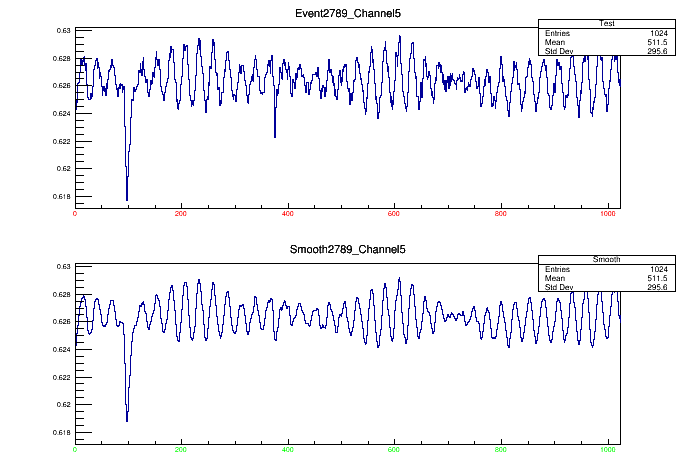 Event2789_Channel5
Test
Entries 1024
Mean 511.5
Std Dev 295.6
0.63
0.628
0.626
0.624
0.622
0.62
0.618
0 200 400 600 800 1000
Smooth2789_Channel5
Smooth
Entries 1024
Mean 511.5
Std Dev 295.6
0.63
0.628
0.626
0.624
0.622
0.62
0.618
0 200 400 600 800 1000